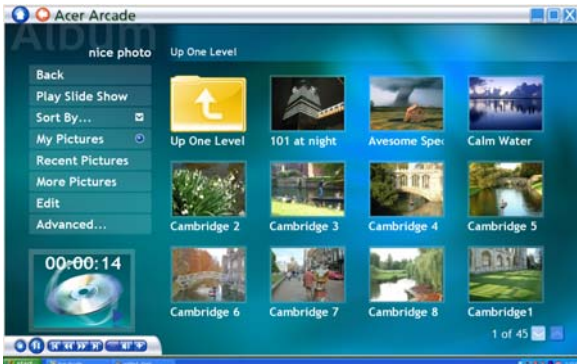 Acer Arcade
Album
nice photo
Up One Level
Back
Play Slide Show
Sort By...
My Pictures
Recent Pictures
More Pictures
Edit
Advanced...
00:00:14
Up One Level
101 at night
Avesome Spec
Calm Water
Cambridge 2
Cambridge 3
Cambridge 4
Cambridge 5
Cambridge 6
Cambridge 7
Cambridge 8
Cambridge1
1 of 45